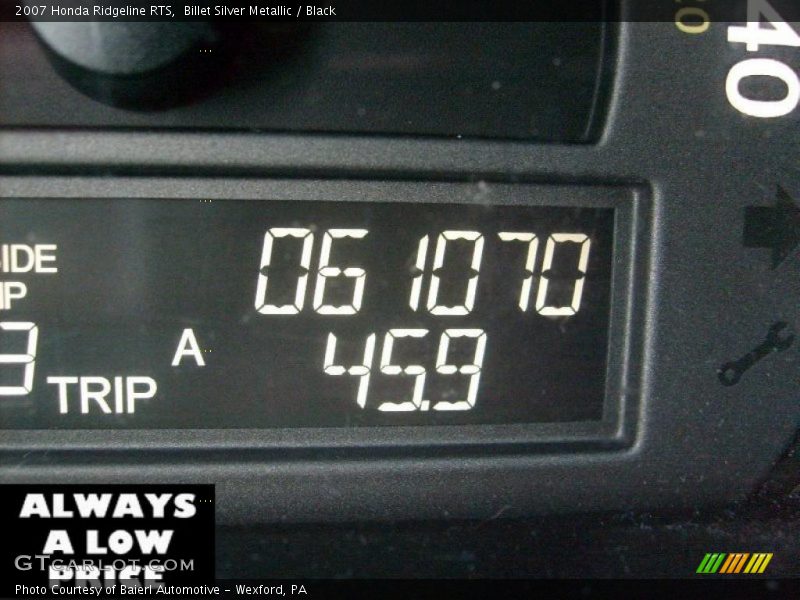 2007 Honda Ridgeline RTS,  Billet Silver Metallic / Black
40
061070
IDE
A 45.9
TRIP
ALWAYS
A LOW
PRICE
GTcarlot.com
Photo Courtesy of Baierl Automotive - Wexford, PA